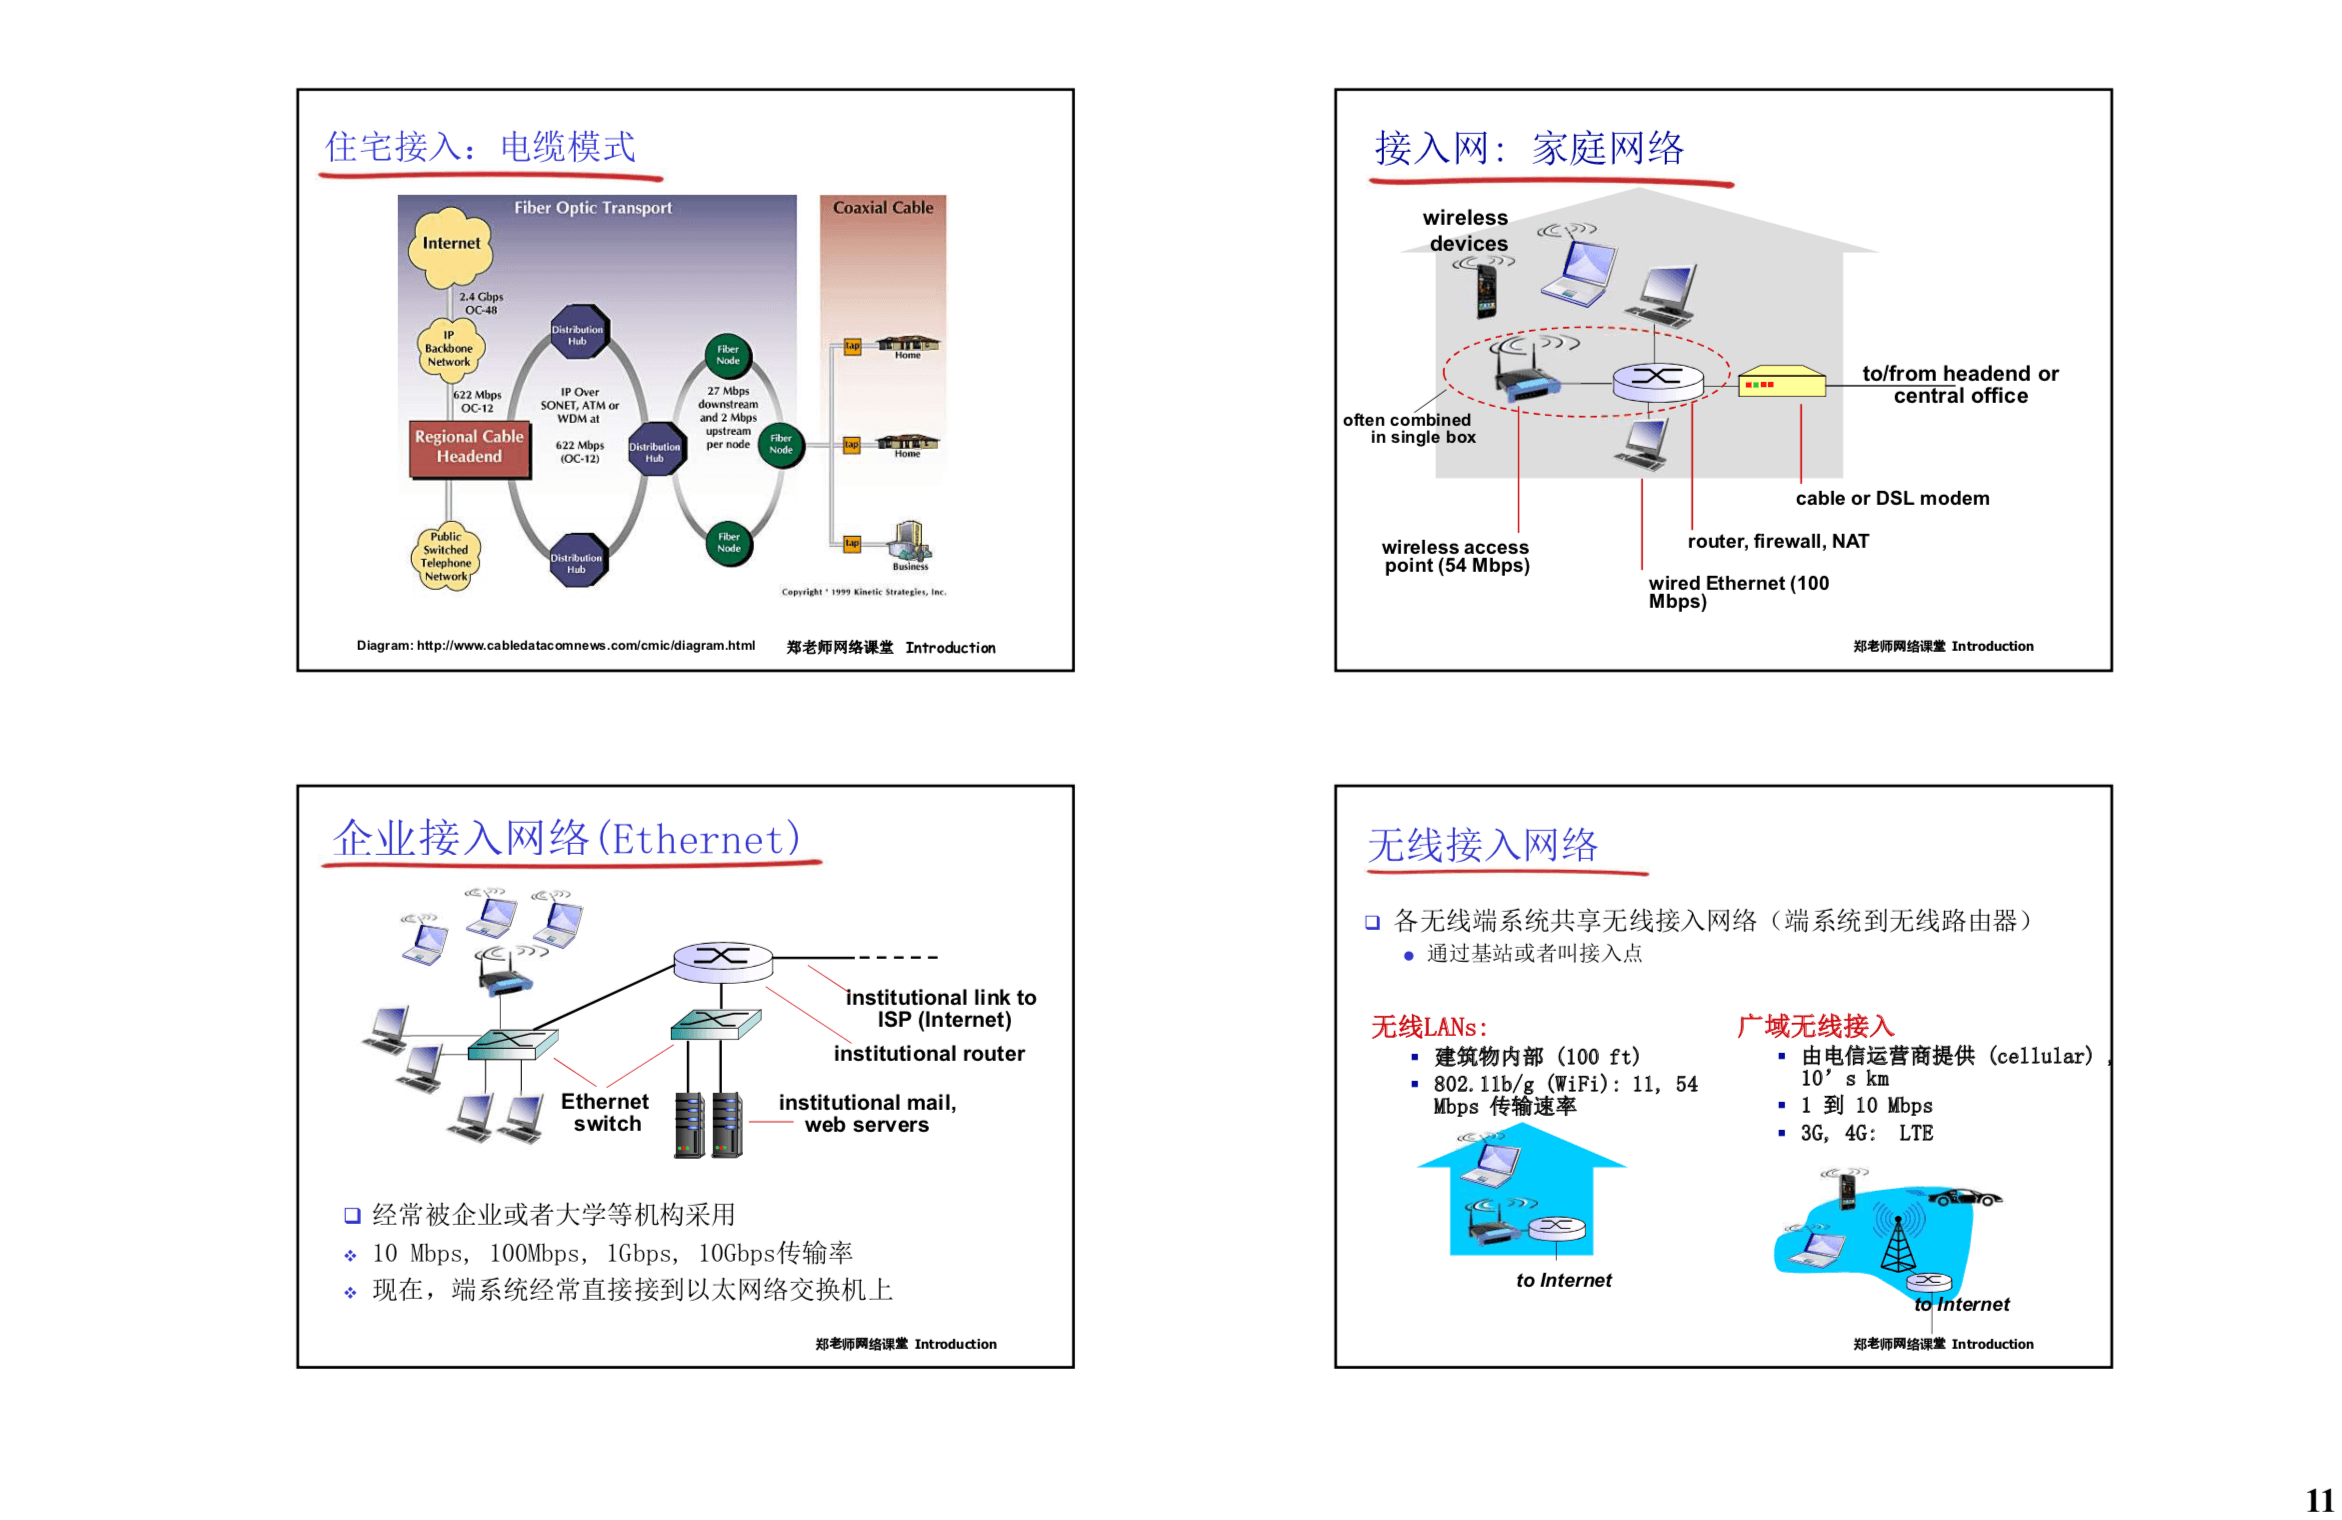 住宅接入：电缆模式
Fiber Optic Transport
Coaxial Cable
Internet
2.4 Gbps
OC-48
IP
Backbone
Network
622 Mbps
OC-12
Regional Cable
Headend
Public
Switched
Telephone
Network
Distribution
Hub
IP Over
SONET, ATM or
WDM at
622 Mbps
(OC-12)
Distribution
Hub
Distribution
Hub
Fiber
Node
27 Mbps
downstream
and 2 Mbps
upstream
per node
Fiber
Node
Fiber
Node
tap
Home
tap
Home
tap
Business
Copyright ' 1999 Kinetic Strategies, Inc.
Diagram: http://www.cabledatacomnews.com/cmic/diagram.html
郑老师网络课堂 Introduction
接入网: 家庭网络
wireless
devices
to/from headend or
central office
often combined
in single box
cable or DSL modem
router, firewall, NAT
wireless access
point (54 Mbps)
wired Ethernet (100
Mbps)
郑老师网络课堂 Introduction
企业接入网络(Ethernet)
institutional link to
ISP (Internet)
institutional router
Ethernet
switch
institutional mail,
web servers
经常被企业或者大学等机构采用
10 Mbps, 100Mbps, 1Gbps, 10Gbps传输率
现在，端系统经常直接接到以太网络交换机上
郑老师网络课堂 Introduction
无线接入网络
各无线端系统共享无线接入网络（端系统到无线路由器）
通过基站或者叫接入点
无线LANs:
建筑物内部 (100 ft)
802.11b/g (WiFi): 11, 54
Mbps 传输速率
to Internet
广域无线接入
由电信运营商提供 (cellular) ,
10’s km
1 到 10 Mbps
3G, 4G: LTE
to Internet
郑老师网络课堂 Introduction
11